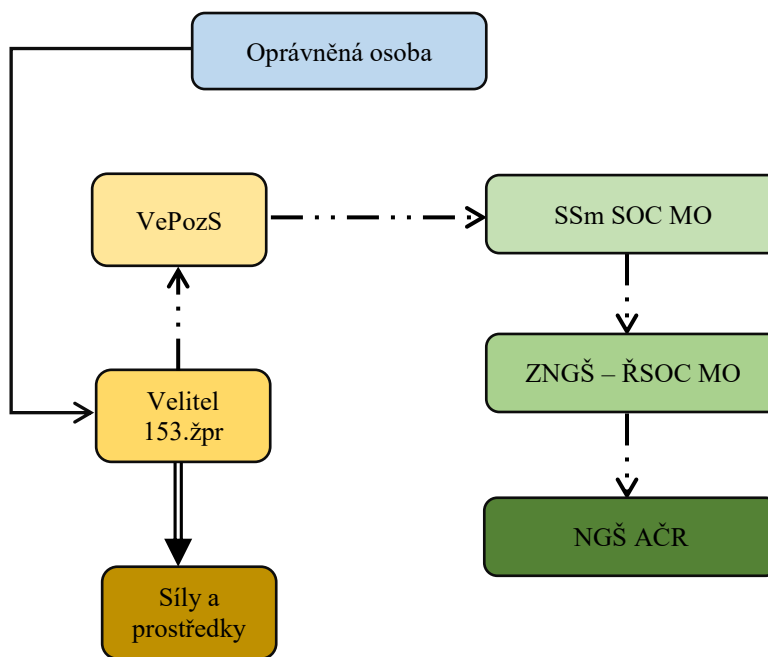 Oprávněná osoba
VePozS
SSm SOC MO
ZNGŠ – ŘSOC MO
Velitel
153.žpr
NGŠ AČR
Síly a
prostředky